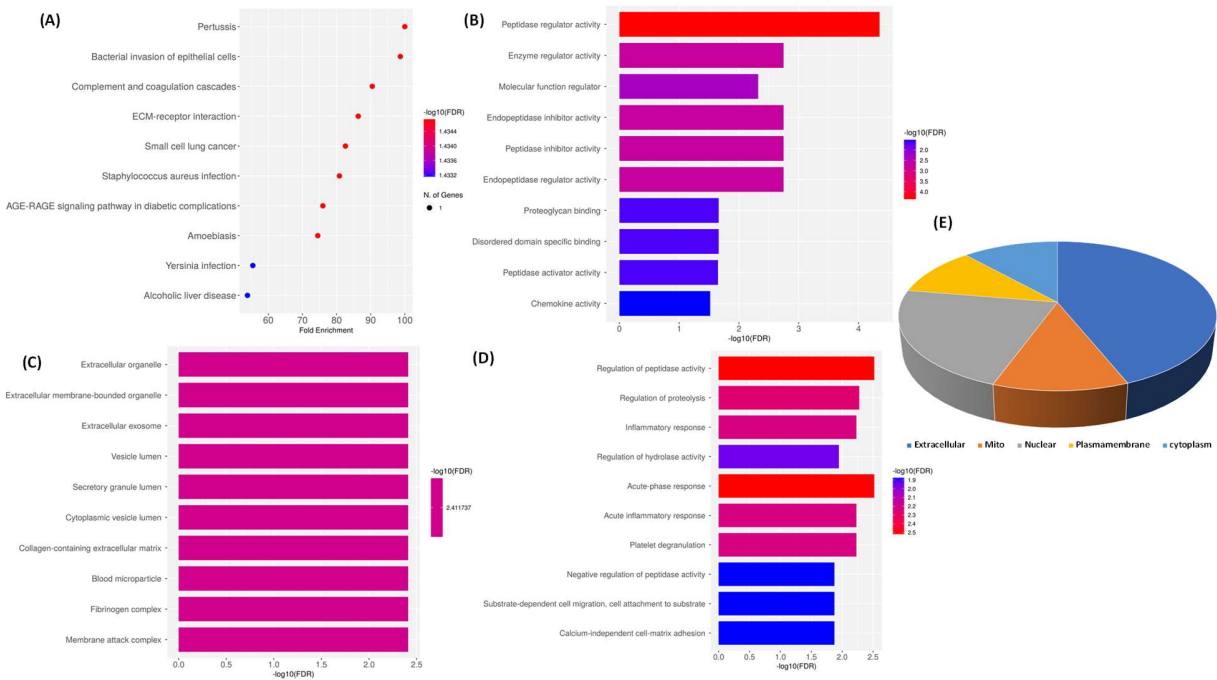 (A)
Pertussis
Bacterial invasion of epithelial cells
Complement and coagulation cascades
ECM-receptor interaction
Small cell lung cancer
Staphylococcus aureus infection
AGE-RAGE signaling pathway in diabetic complications
Amoebiasis
Yersinia infection
Alcoholic liver disease
60 70 80 90 100
Fold Enrichment
-log10(FDR)
1.4344
1.4340
1.4336
1.4332
N. of Genes
1
(B)
Peptidase regulator activity
Enzyme regulator activity
Molecular function regulator
Endopeptidase inhibitor activity
Peptidase inhibitor activity
Endopeptidase regulator activity
Proteoglycan binding
Disordered domain specific binding
Peptidase activator activity
Chemokine activity
0 1 2 3 4
-log10(FDR)
-log10(FDR)
2.0
2.5
3.0
3.5
4.0
(E)
Extracellular Mito Nuclear Plasmamembrane cytoplasm
(C)
Extracellular organelle
Extracellular membrane-bounded organelle
Extracellular exosome
Vesicle lumen
Secretory granule lumen
Cytoplasmic vesicle lumen
Collagen-containing extracellular matrix
Blood microparticle
Fibrinogen complex
Membrane attack complex
0.0 0.5 1.0 1.5 2.0 2.5
-log10(FDR)
-log10(FDR)
2.411737
(D)
Regulation of peptidase activity
Regulation of proteolysis
Inflammatory response
Regulation of hydrolase activity
Acute-phase response
Acute inflammatory response
Platelet degranulation
Negative regulation of peptidase activity
Substrate-dependent cell migration, cell attachment to substrate
Calcium-independent cell-matrix adhesion
0.0 0.5 1.0 1.5 2.0 2.5
-log10(FDR)
-log10(FDR)
1.9
2.0
2.1
2.2
2.3
2.4
2.5